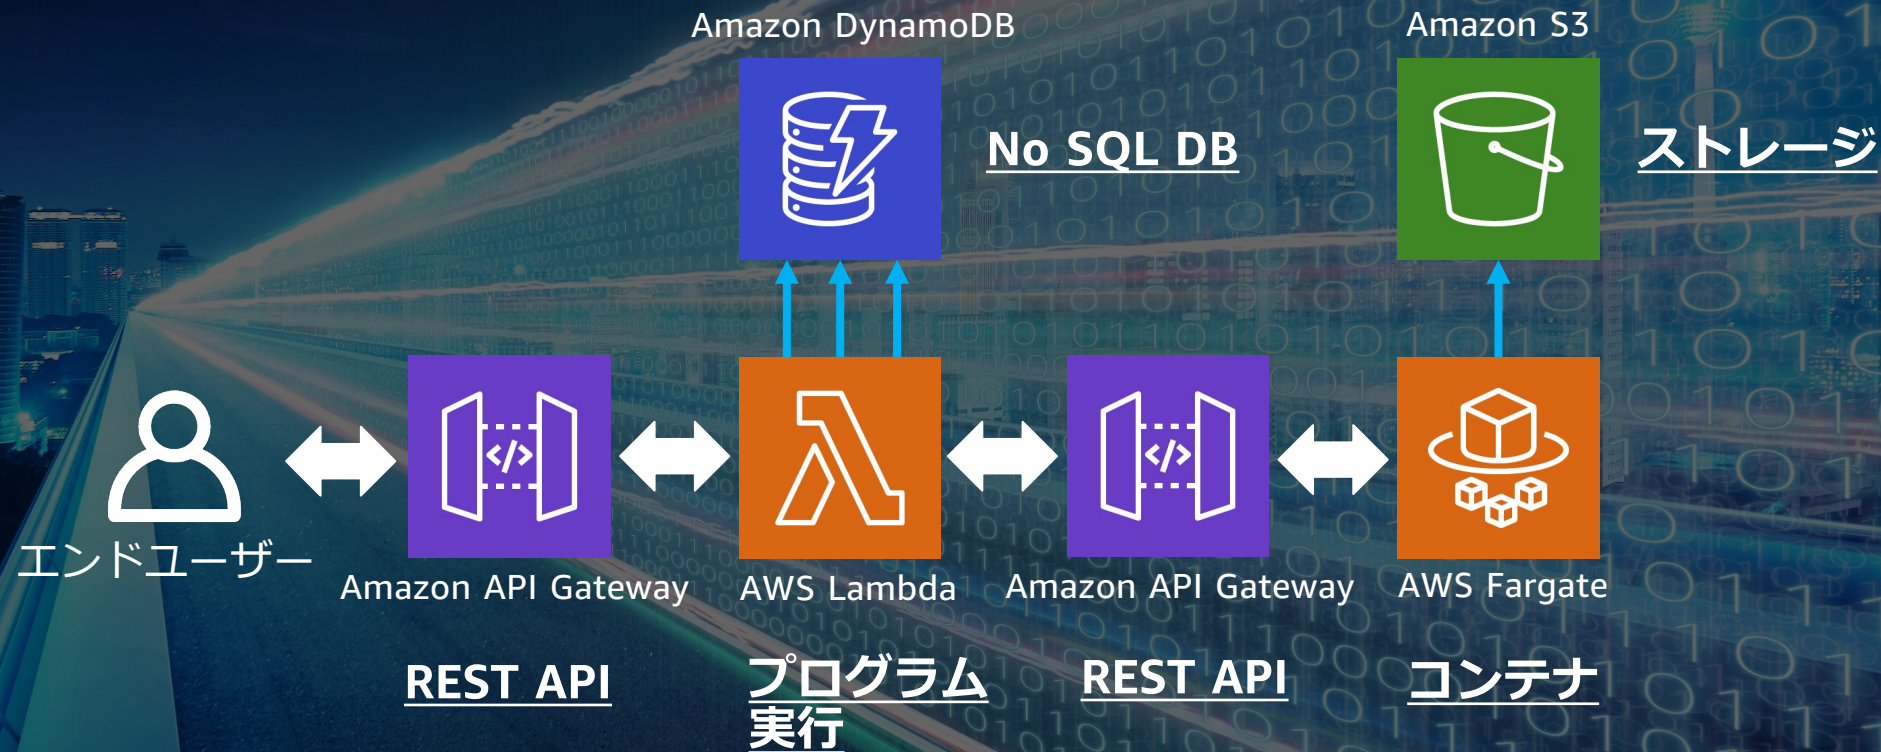 Amazon DynamoDB
Amazon S3
No SQL DB
ストレージ
エンドユーザー
</>
</>
Amazon API Gateway
AWS Lambda
Amazon API Gateway
AWS Fargate
REST API
プログラム
実行
REST API
コンテナ